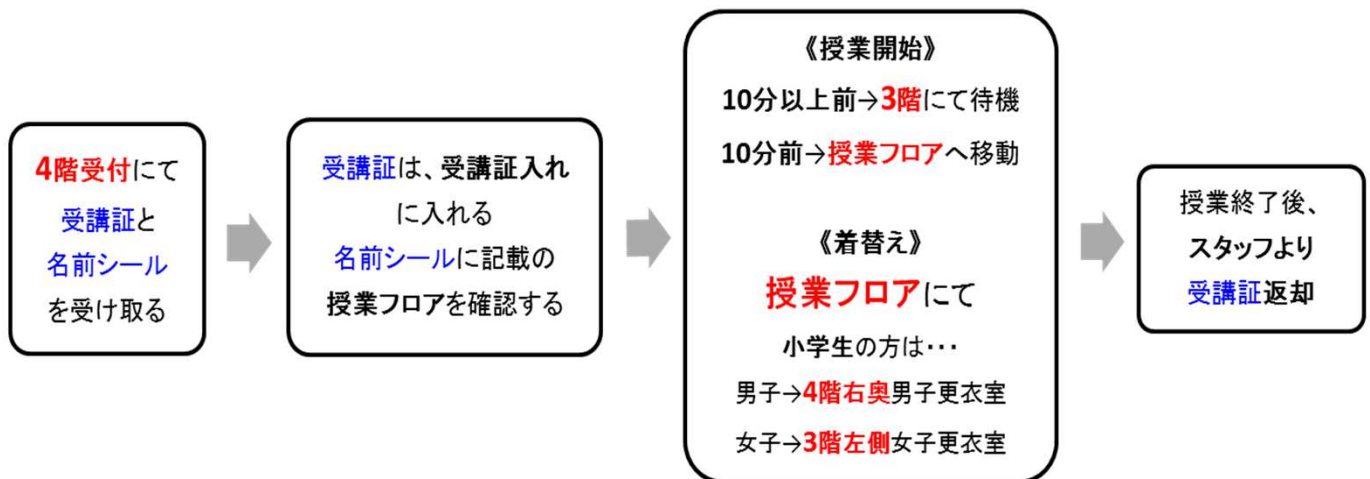 4階受付にて
受講証と
名前シール
を受け取る
受講証は、受講証入れ
に入れる
名前シールに記載の
授業フロアを確認する
《授業開始》
10分以上前→3階にて待機
10分前→授業フロアへ移動
《着替え》
授業フロアにて
小学生の方は・・・
男子→4階右奥男子更衣室
女子→3階左側女子更衣室
授業終了後、
スタッフより
受講証返却